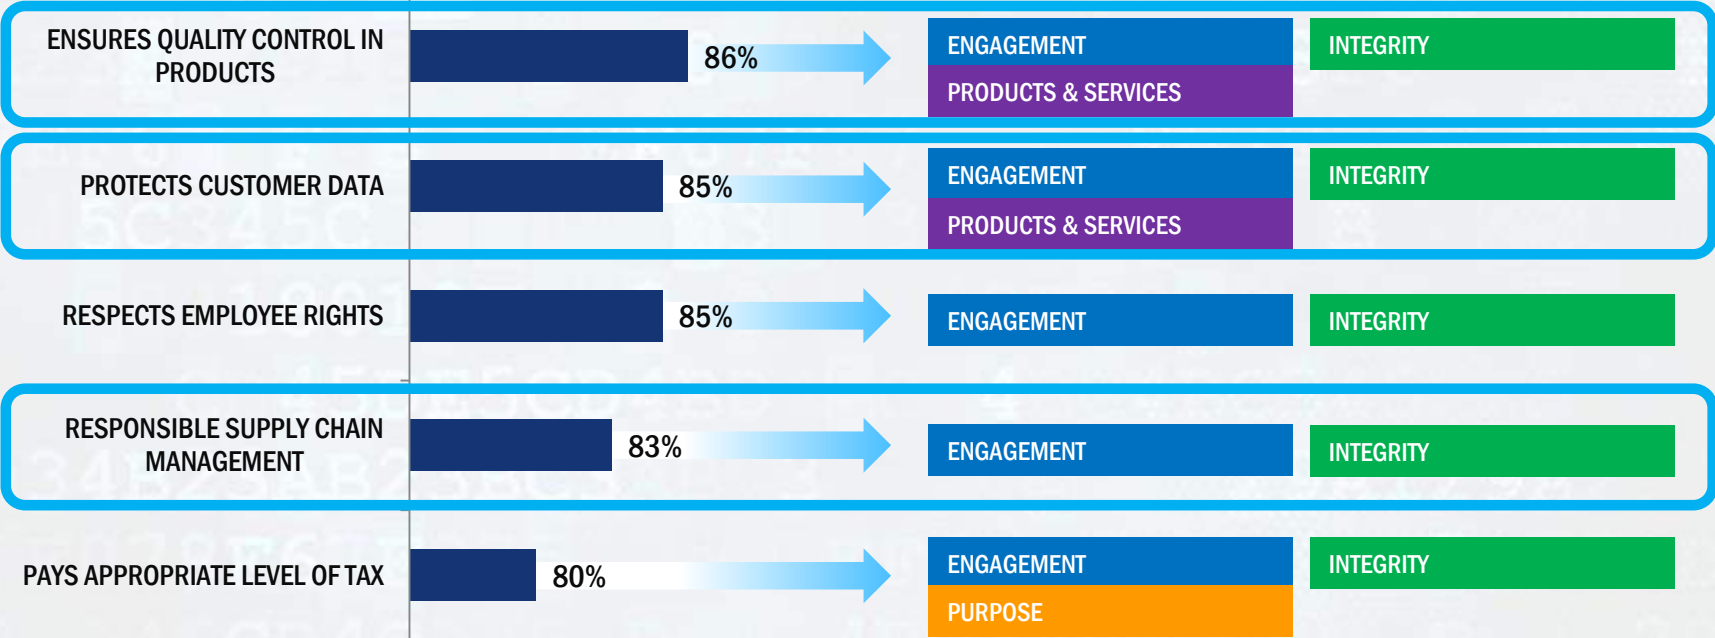 ENSURES QUALITY CONTROL IN
PRODUCTS
86%
ENGAGEMENT
PRODUCTS & SERVICES
INTEGRITY
PROTECTS CUSTOMER DATA
85%
ENGAGEMENT
PRODUCTS & SERVICES
INTEGRITY
RESPECTS EMPLOYEE RIGHTS
85%
ENGAGEMENT
INTEGRITY
RESPONSIBLE SUPPLY CHAIN
MANAGEMENT
83%
ENGAGEMENT
INTEGRITY
PAYS APPROPRIATE LEVEL OF TAX
80%
ENGAGEMENT
PURPOSE
INTEGRITY